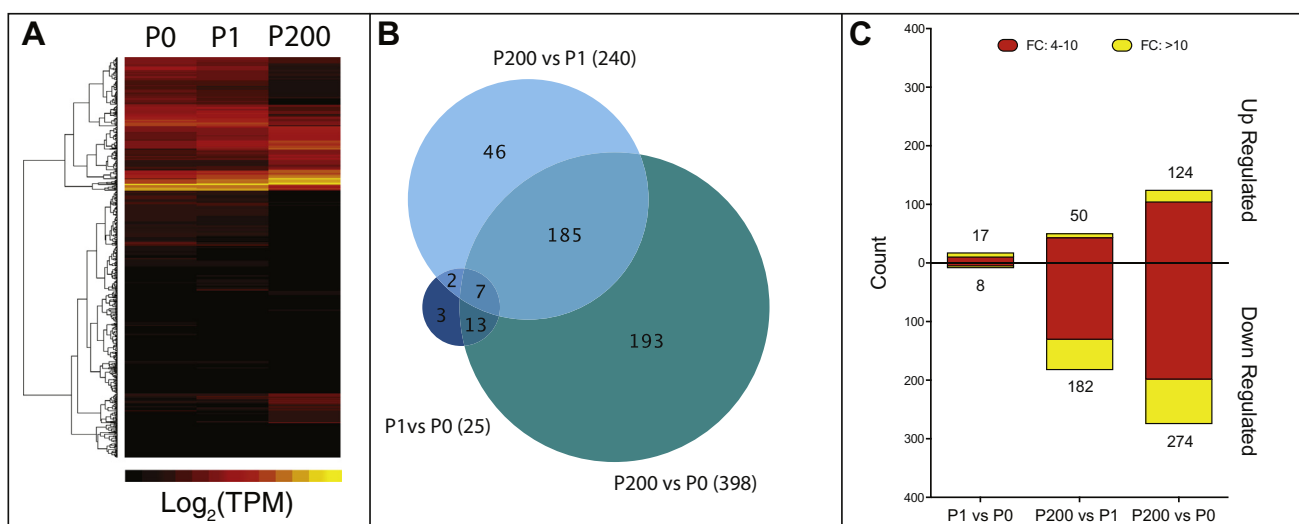 A
P0 P1 P200
Log2(TPM)
B
P200 vs P1 (240)
46
185
2
7
3
13
193
P1vs P0 (25)
P200 vs P0 (398)
C
FC: 4-10
FC: >10
400
300
200
100
0
100
200
300
400
Count
Up Regulated
Down Regulated
17
8
50
182
124
274
P1 vs P0
P200 vs P1
P200 vs P0